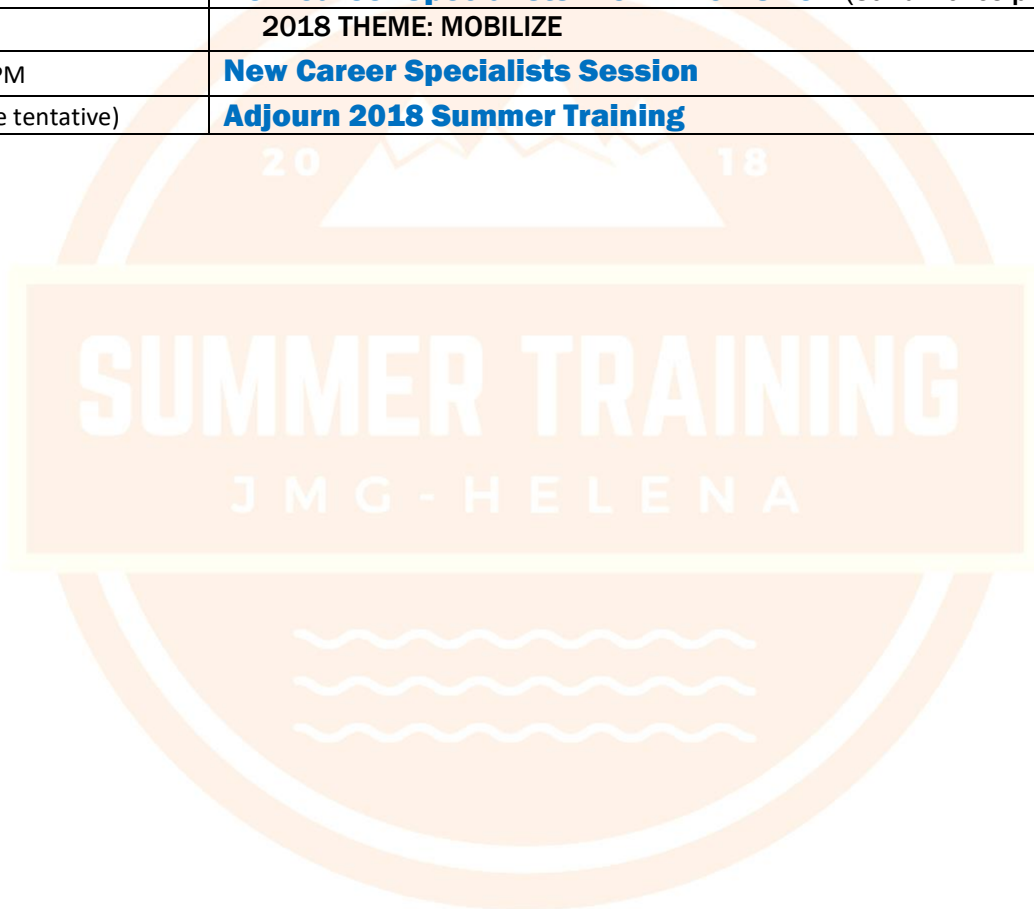 2018 THEME: MOBILIZE
PM New Career Specialists Session
e tentative) Adjourn 2018 Summer Training
20 18
SUMMER TRAINING
JMG-HELENA